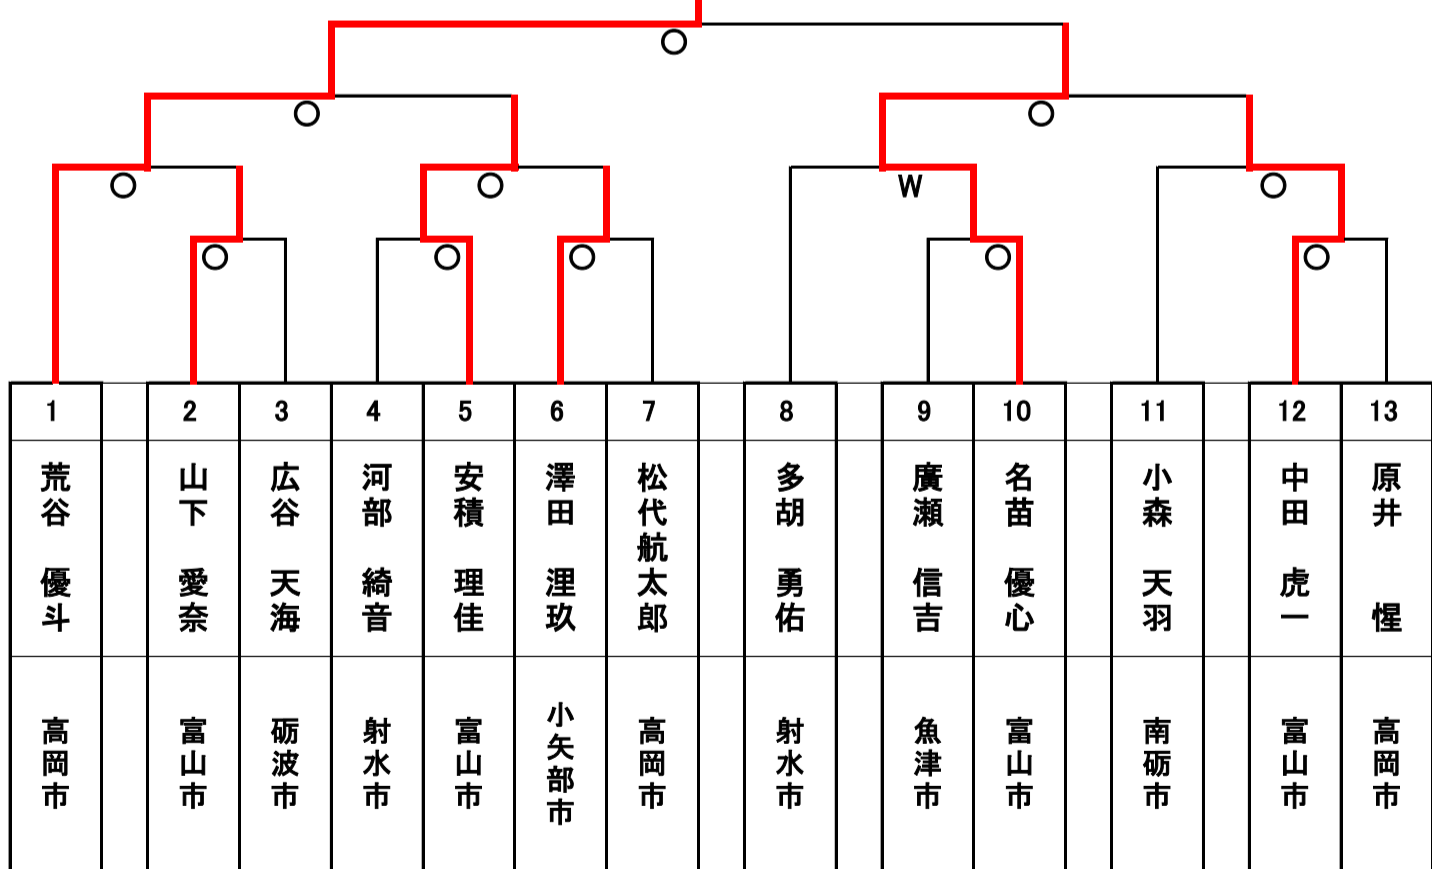 W
1 2 3 4 5 6 7 8 9 10 11 12 13
荒谷 優斗
山下 愛奈
広谷 天海
河部 綺音
安積 理佳
澤田 浬玖
松代航太郎
多胡 勇佑
廣瀬 信吉
名苗 優心
小森 天羽
中田 虎一
原井 惺
高岡市
富山市
砺波市
射水市
富山市
小矢部市
高岡市
射水市
魚津市
富山市
南砺市
富山市
高岡市